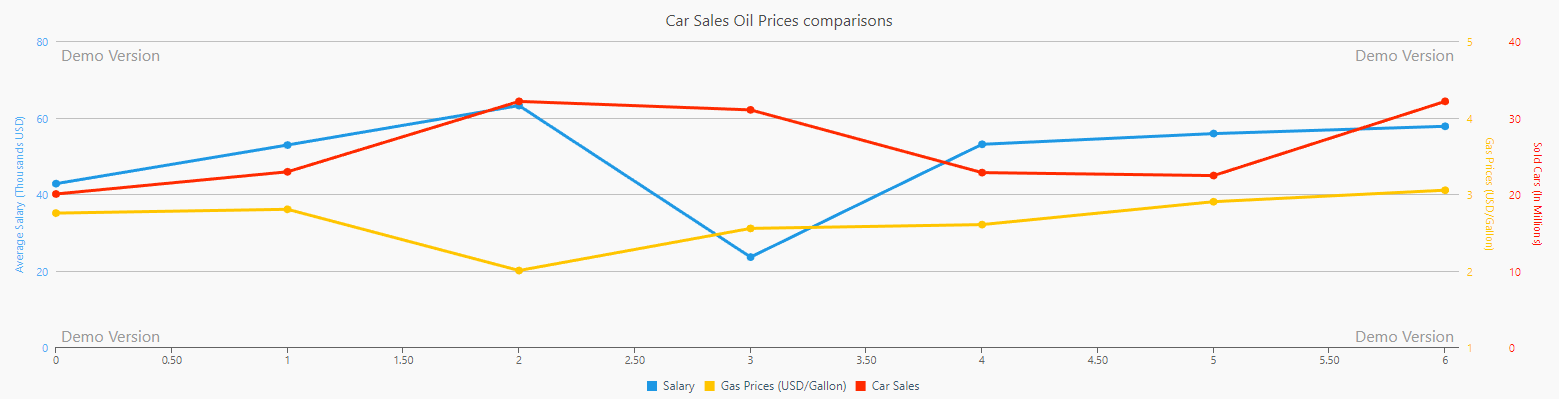 Car Sales Oil Prices comparisons
80 5 40
Demo Version Demo Version
60 4 30
Average Salary (Thousands USD)
Gas Prices (USD/Gallon)
Sold Cars (In Millions)
40 3 20
20 2 10
Demo Version Demo Version
0 1 0
0 0.50 1 1.50 2 2.50 3 3.50 4 4.50 5 5.50 6
Salary Gas Prices (USD/Gallon) Car Sales